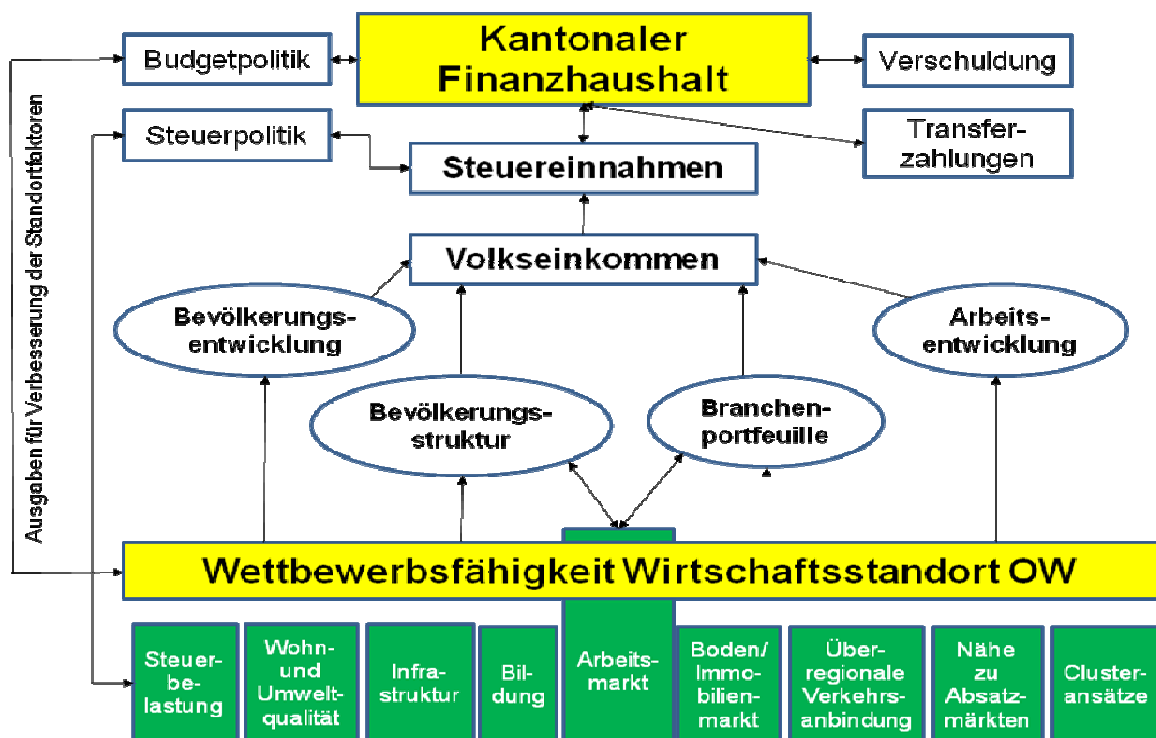 Kantonaler
Finanzhaushalt
Budgetpolitik
Verschuldung
Steuerpolitik
Transfer-
zahlungen
Steuereinnahmen
Volkseinkommen
Bevölkerungs-
entwicklung
Arbeits-
entwicklung
Bevölkerungs-
struktur
Branchen-
portfeuille
Ausgaben für Verbesserung der Standortfaktoren
Wettbewerbsfähigkeit Wirtschaftsstandort OW
Steuer-
be-
lastung
Wohn-
und
Umwelt-
qualität
Infra-
struktur
Bil-
dung
Arbeits-
markt
Boden/
Immo-
bilien-
markt
Über-
regionale
Verkehrs-
anbindung
Nähe
zu
Absatz-
märkten
Cluster-
ansätze